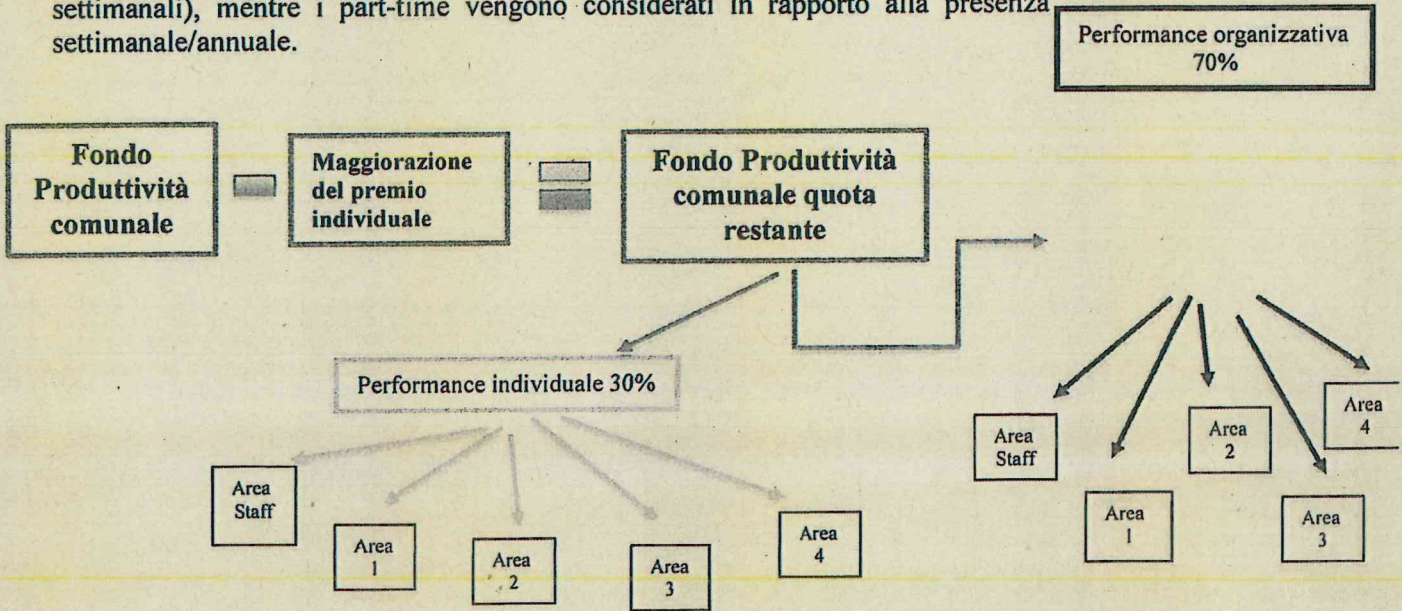 settimanali), mentre i part-time vengono considerati in rapporto alla presenza
settimanale/annuale.
Performance organizzativa
70%
Fondo
Produttività
comunale
Maggiorazione
del premio
individuale
Fondo Produttività
comunale quota
restante
Performance individuale 30%
Area
Staff
Area
1
Area
2
Area
3
Area
4
Area
Staff
Area
1
Area
2
Area
3
Area
4